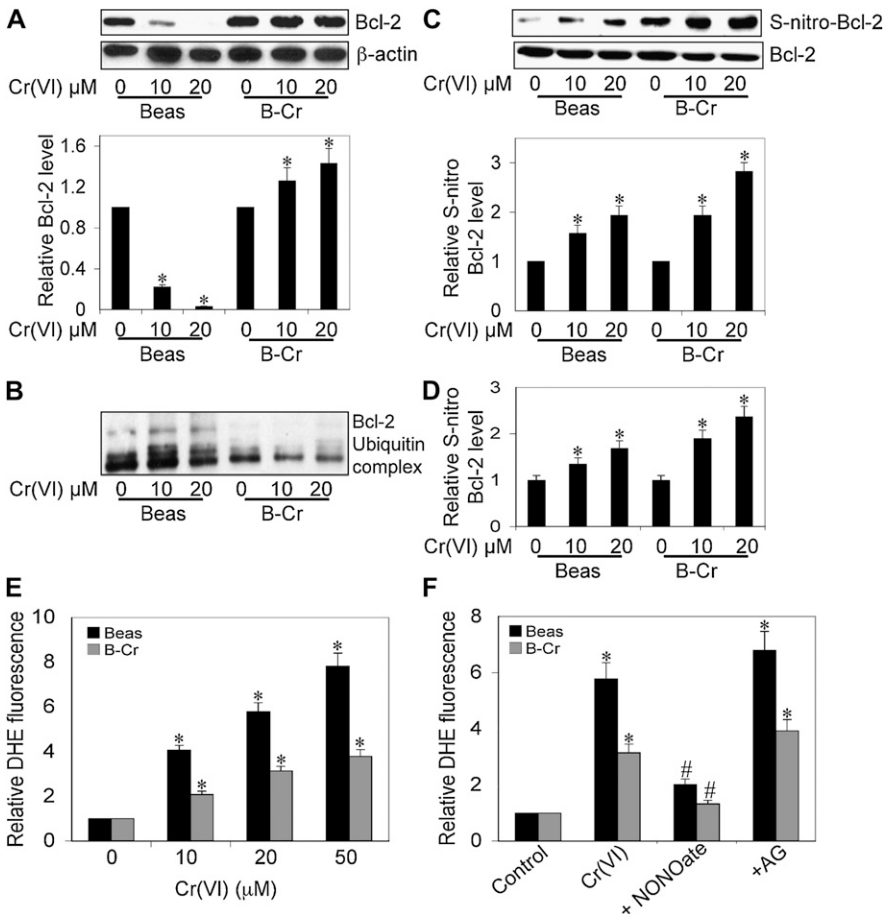 A
Bcl-2
β-actin
Cr(VI) μM 0 10 20 0 10 20
Beas B-Cr
Relative Bcl-2 level
1.6
1.2
0.8
0.4
0
* * * *
Cr(VI) μM 0 10 20 0 10 20
Beas B-Cr
B
Bcl-2
Ubiquitin
complex
Cr(VI) μM 0 10 20 0 10 20
Beas B-Cr
C
S-nitro-Bcl-2
Bcl-2
Cr(VI) μM 0 10 20 0 10 20
Beas B-Cr
Relative S-nitro
Bcl-2 level
3
2
1
0
* * * *
Cr(VI) μM 0 10 20 0 10 20
Beas B-Cr
D
Relative S-nitro
Bcl-2 level
3
2
1
0
* * * *
Cr(VI) μM 0 10 20 0 10 20
Beas B-Cr
E
Relative DHE fluorescence
10
8
6
4
2
0
Beas
B-Cr
* * * * * *
0 10 20 50
Cr(VI) (μM)
F
Relative DHE fluorescence
8
6
4
2
0
Beas
B-Cr
* * # # * *
Control Cr(VI) + NONOate +AG